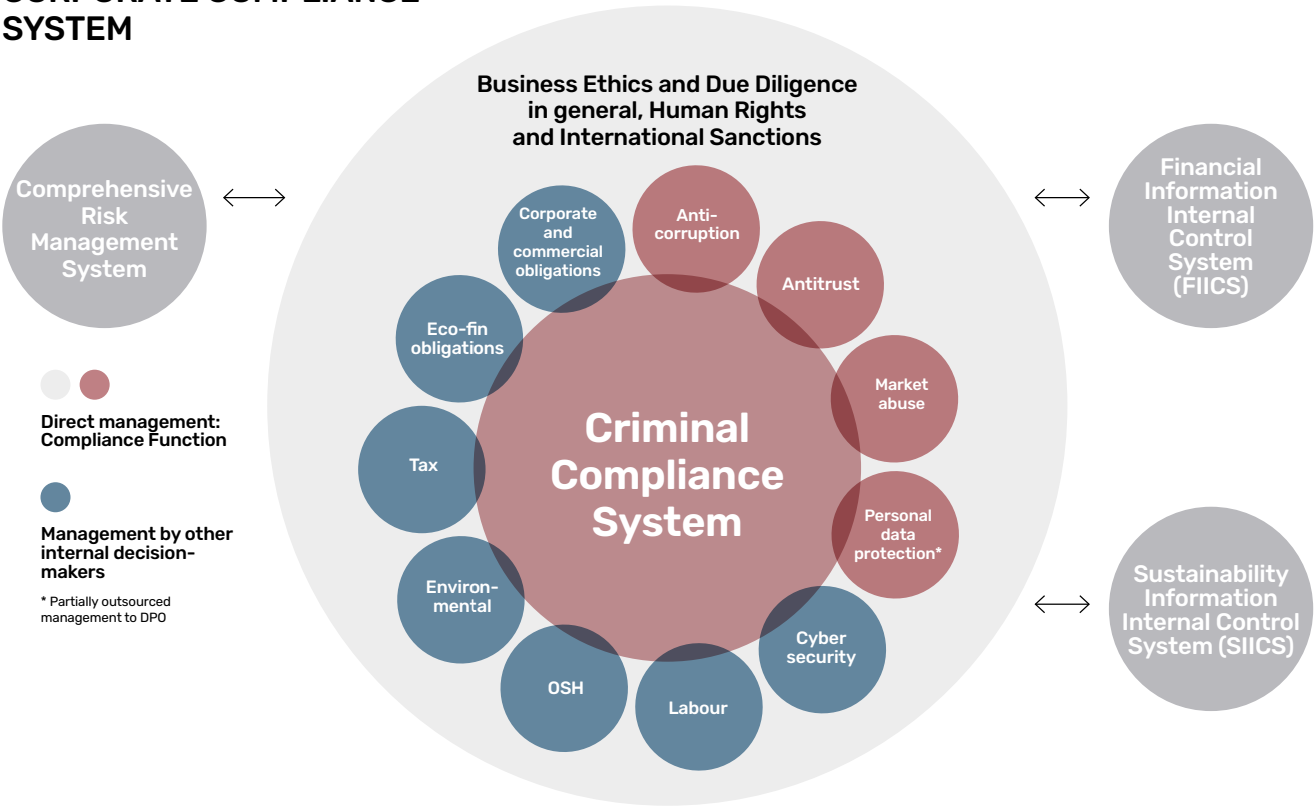 CORPORATE COMPLIANCE
SYSTEM
Business Ethics and Due Diligence
in general, Human Rights
and International Sanctions
Comprehensive
Risk
Management
System
Financial
Information
Internal
Control
System
(FIICS)
Corporate
and
commercial
obligations
Anti-
corruption
Antitrust
Eco-fin
obligations
Market
abuse
Direct management:
Compliance Function
Criminal
Compliance
System
Tax
Personal
data
protection*
Management by other
internal decision-
makers
* Partially outsourced
management to DPO
Environ-
mental
Sustainability
Information
Internal Control
System (SIICS)
Cyber
security
OSH
Labour